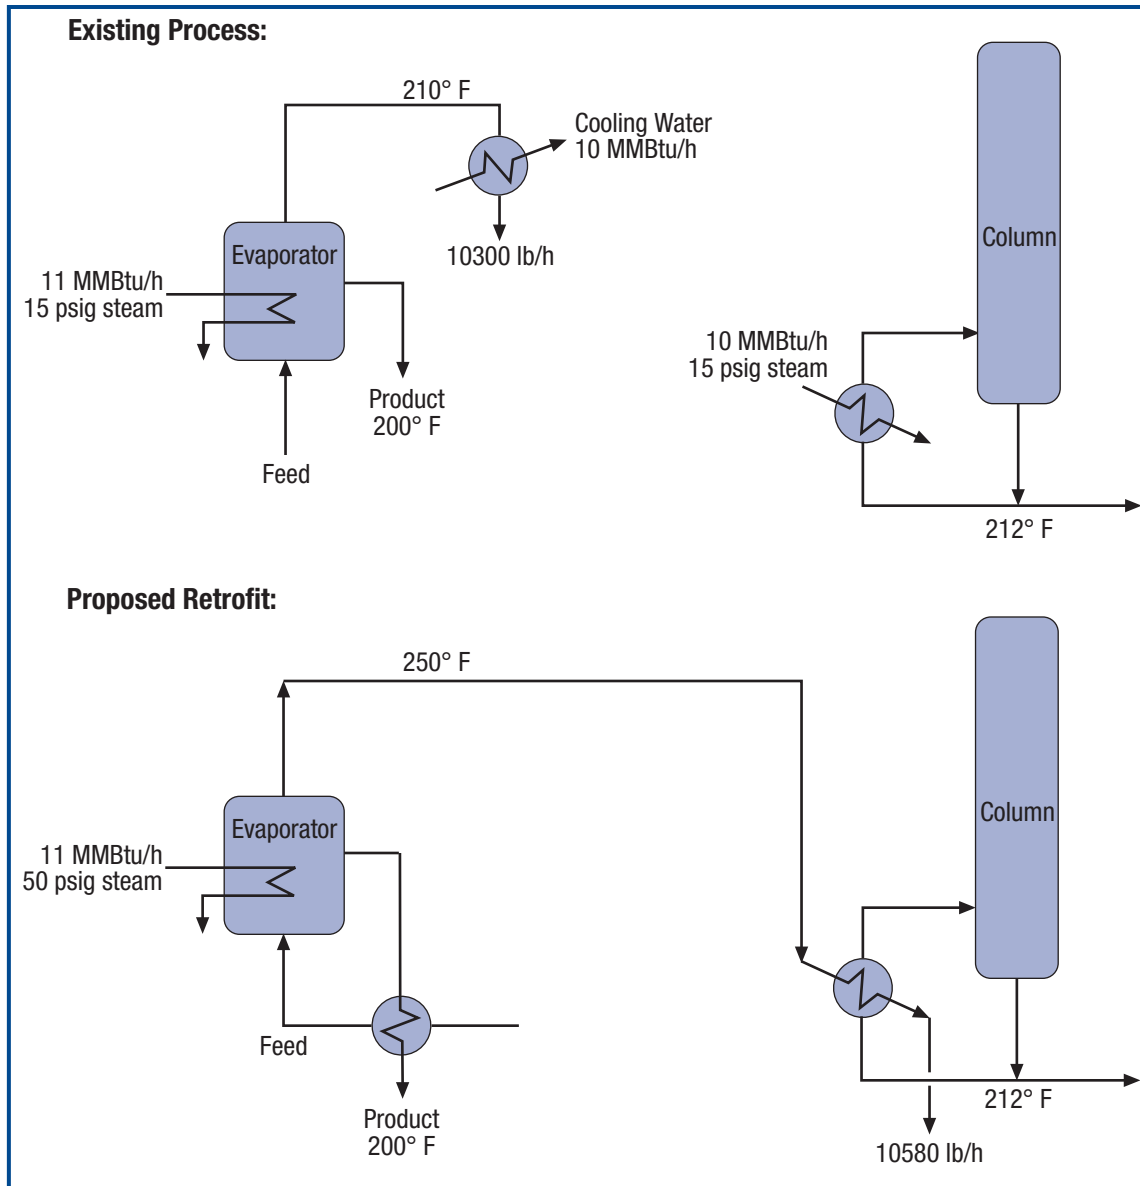 Existing Process:
210° F
Cooling Water
10 MMBtu/h
Evaporator
10300 lb/h
Column
11 MMBtu/h
15 psig steam
10 MMBtu/h
15 psig steam
Product
200° F
Feed
212° F
Proposed Retrofit:
250° F
Evaporator
Column
11 MMBtu/h
50 psig steam
Feed
Product
200° F
212° F
10580 lb/h